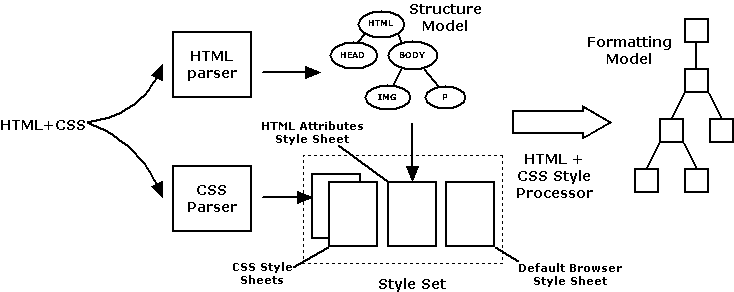 Structure
Model
HTML
HEAD
BODY
IMG
P
HTML
parser
HTML+CSS
CSS
Parser
HTML Attributes
Style Sheet
CSS Style
Sheets
Style Set
Default Browser
Style Sheet
HTML +
CSS Style
Processor
Formatting
Model